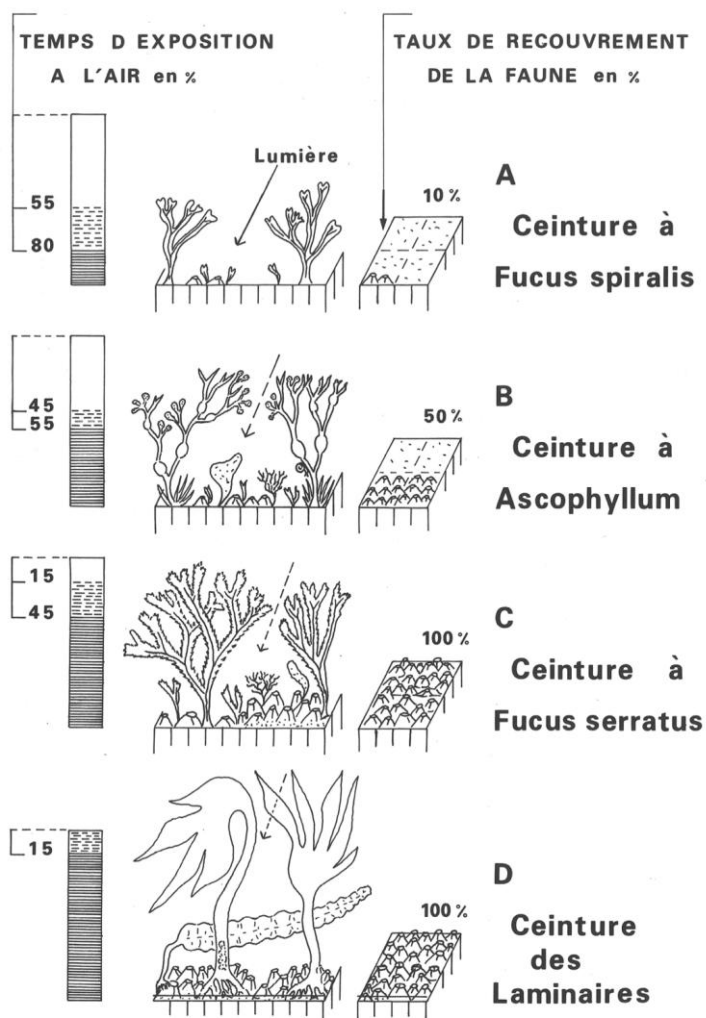 TEMPS D EXPOSITION
A L'AIR en %
TAUX DE RECOUVREMENT
DE LA FAUNE en %
Lumière
55
80
10 %
A
Ceinture à
Fucus spiralis
45
55
50 %
B
Ceinture à
Ascophyllum
15
45
100 %
C
Ceinture à
Fucus serratus
15
100 %
D
Ceinture
des
Laminaires